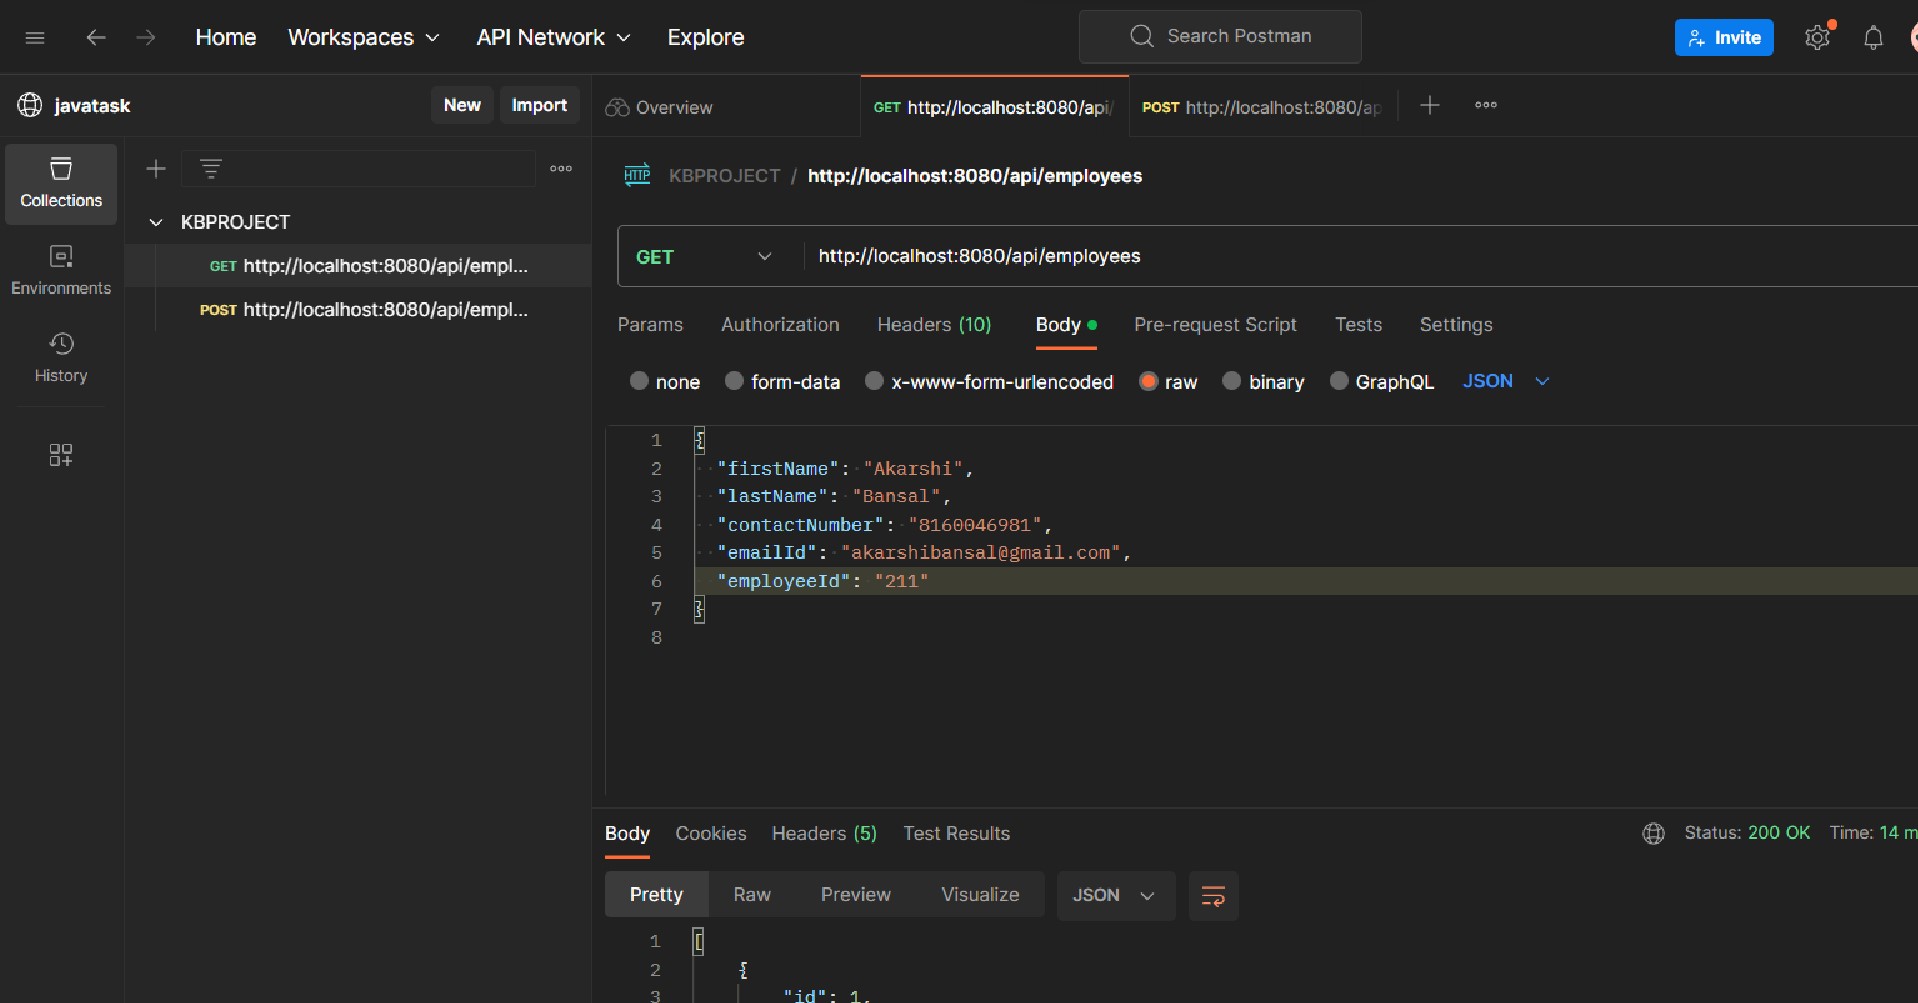 Home Workspaces API Network Explore Search Postman Invite
javatask New Import
Overview GET http://localhost:8080/api/ POST http://localhost:8080/ap
Collections
Environments
History
KBPROJECT
GET http://localhost:8080/api/empl...
POST http://localhost:8080/api/empl...
HTTP KBPROJECT / http://localhost:8080/api/employees
GET http://localhost:8080/api/employees
Params Authorization Headers (10) Body Pre-request Script Tests Settings
none form-data x-www-form-urlencoded raw binary GraphQL JSON
1 {
2 "firstName": "Akarshi",
3 "lastName": "Bansal",
4 "contactNumber": "8160046981",
5 "emailId": "akarshibansal@gmail.com",
6 "employeeId": "211"
7 }
8
Body Cookies Headers (5) Test Results Status: 200 OK Time: 14 m
Pretty Raw Preview Visualize JSON
1 [
2 {
3 "id": 1,